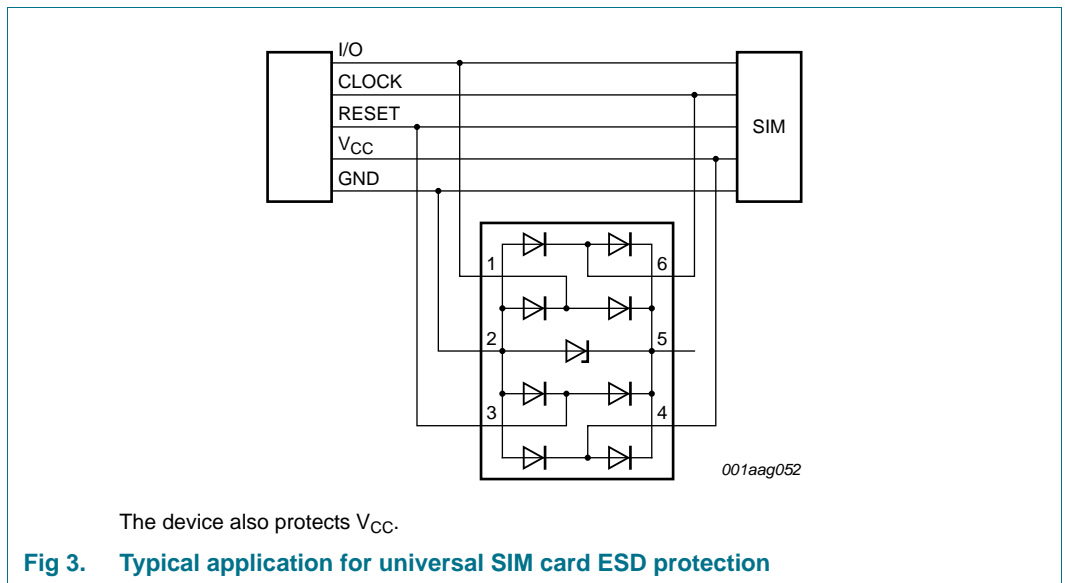 I/O
CLOCK
RESET
VCC
GND
SIM
1
6
2
5
3
4
001aag052
The device also protects VCC.
Fig 3. Typical application for universal SIM card ESD protection